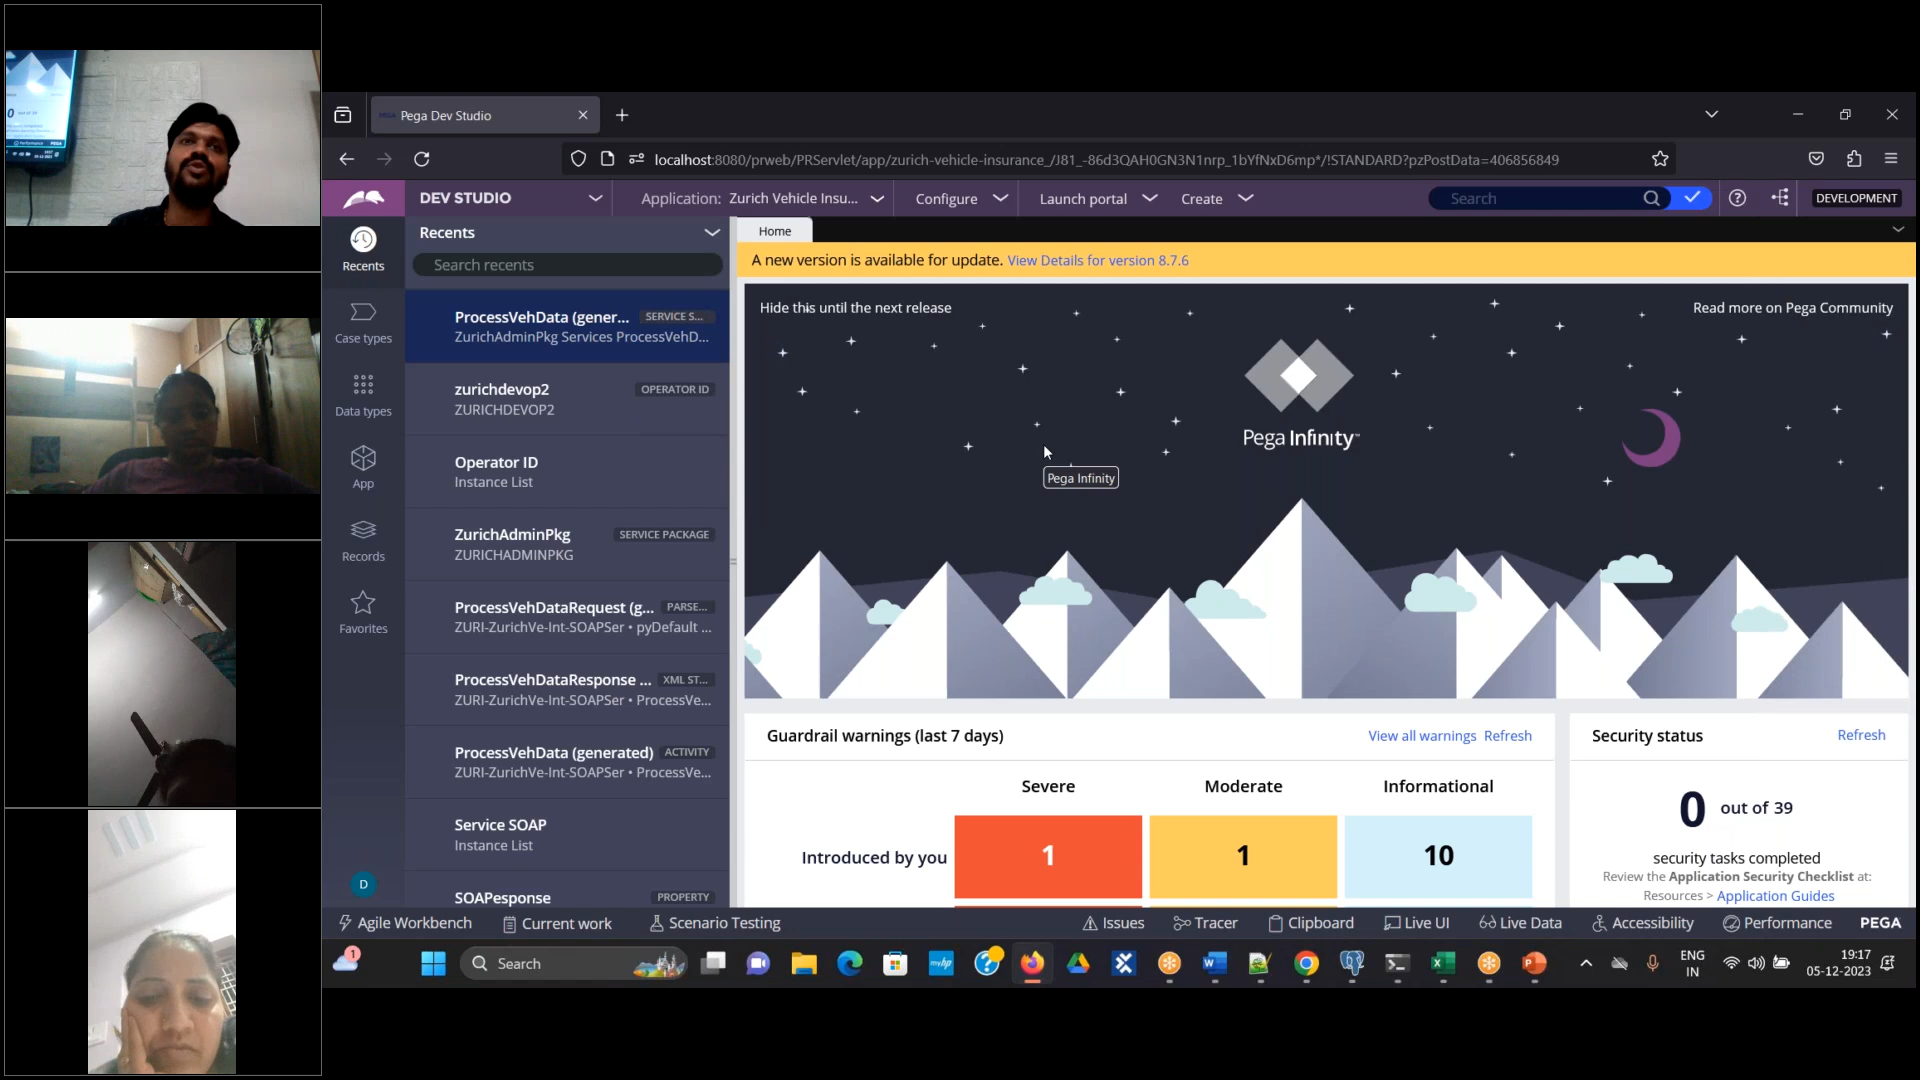 Pega Dev Studio
localhost:8080/prweb/PRServlet/app/zurich-vehicle-insurance_/J81_-86d3QAH0GN3N1nrp_1bYfNxD6mp*/!STANDARD?pzPostData=406856849
DEV STUDIO
Application: Zurich Vehicle Insu...
Configure
Launch portal
Create
Search
DEVELOPMENT
Recents
Case types
Data types
App
Records
Favorites
D
Recents
Search recents
ProcessVehData (gener... SERVICE S...
ZurichAdminPkg Services ProcessVehD...
zurichdevop2 OPERATOR ID
ZURICHDEVOP2
Operator ID
Instance List
ZurichAdminPkg SERVICE PACKAGE
ZURICHADMINPKG
ProcessVehDataRequest (g... PARSE...
ZURI-ZurichVe-Int-SOAPSer • pyDefault ...
ProcessVehDataResponse ... XML ST...
ZURI-ZurichVe-Int-SOAPSer • ProcessVe...
ProcessVehData (generated) ACTIVITY
ZURI-ZurichVe-Int-SOAPSer • ProcessVe...
Service SOAP
Instance List
SOAPesponse PROPERTY
Home
A new version is available for update. View Details for version 8.7.6
Hide this until the next release
Read more on Pega Community
Pega Infinity™
Pega Infinity
Guardrail warnings (last 7 days)
View all warnings Refresh
Severe Moderate Informational
Introduced by you 1 1 10
Security status
Refresh
0 out of 39
security tasks completed
Review the Application Security Checklist at:
Resources > Application Guides
Agile Workbench
Current work
Scenario Testing
Issues
Tracer
Clipboard
Live UI
Live Data
Accessibility
Performance
PEGA
1
Search
myhp
ENG
IN
19:17
05-12-2023